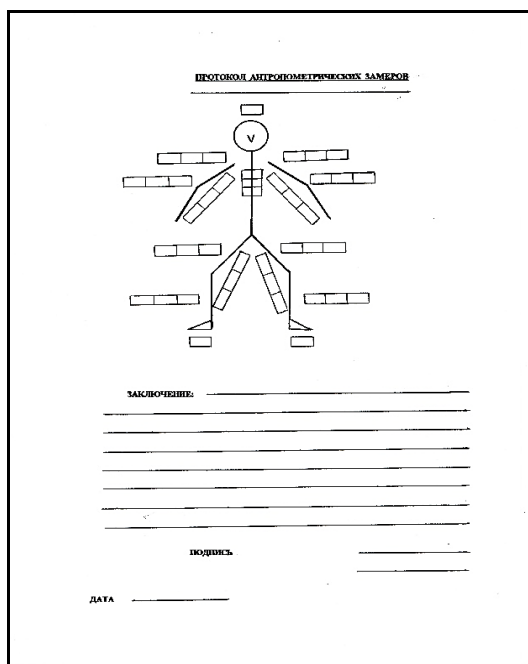 ПРОТОКОЛ АНТРОПОМЕТРИЧЕСКИХ ЗАМЕРОВ
V
ЗАКЛЮЧЕНИЕ:
ПОДПИСЬ
ДАТА